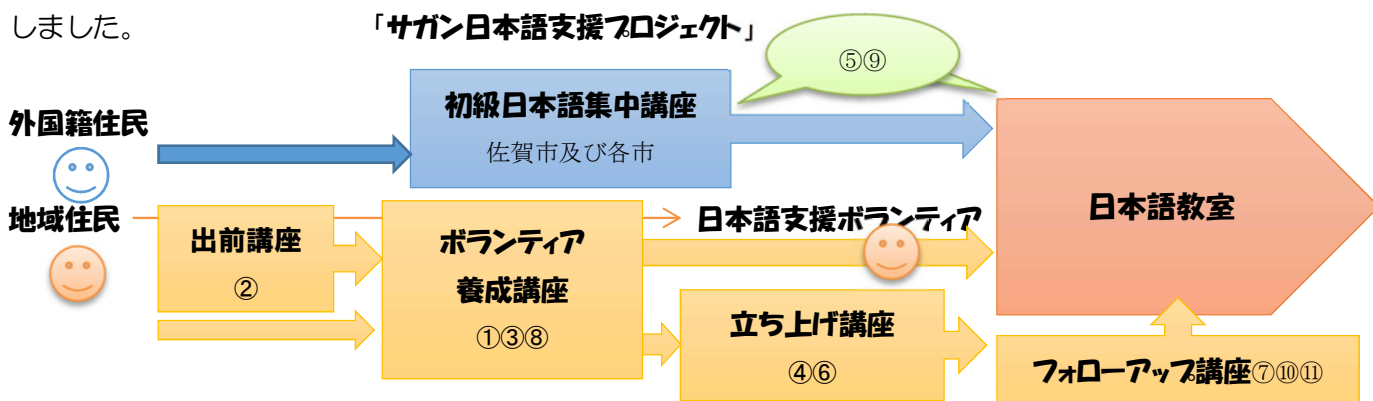 しました。
「サガン日本語支援プロジェクト」
⑤⑨
外国籍住民
初級日本語集中講座
佐賀市及び各市
日本語教室
地域住民
日本語支援ボランティア
出前講座
②
ボランティア
養成講座
①③⑧
立ち上げ講座
④⑥
フォローアップ講座⑦⑩⑪